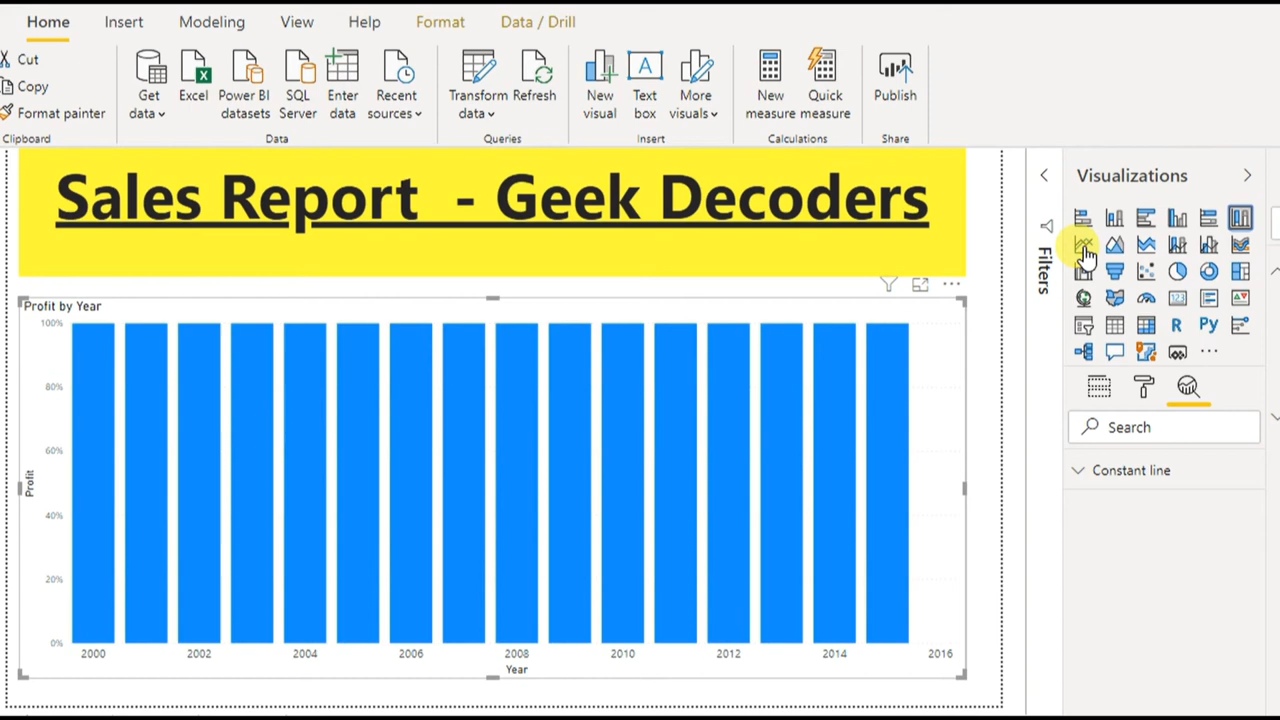 Home Insert Modeling View Help Format Data / Drill
Cut
Copy
Format painter
Clipboard
Get data
Excel
Power BI datasets
SQL Server
Enter data
Recent sources
Data
Transform data
Refresh
Queries
New visual
Text box
More visuals
Insert
New measure
Quick measure
Calculations
Publish
Share
Sales Report - Geek Decoders
Profit by Year
100%
80%
60%
40%
20%
0%
Profit
2000 2002 2004 2006 2008 2010 2012 2014 2016
Year
Filters
Visualizations
123
R Py
Search
Constant line